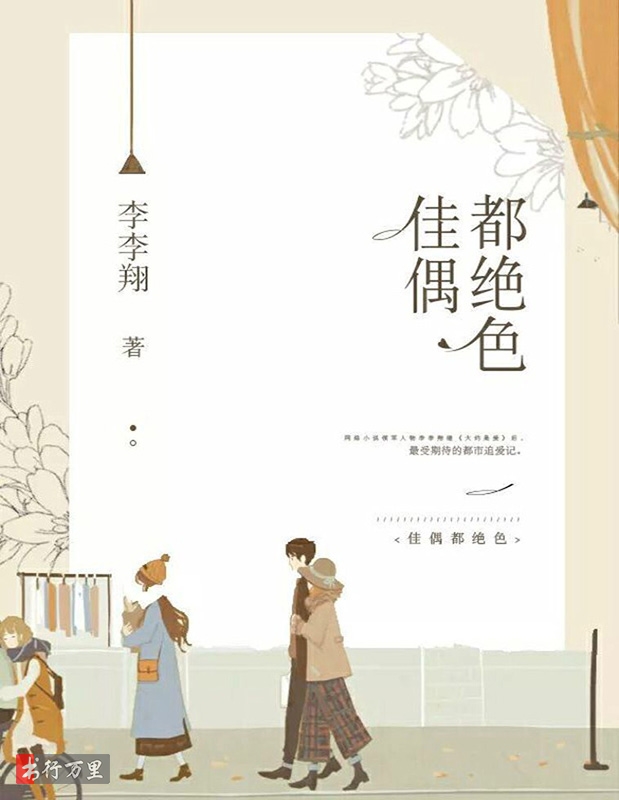 佳偶
都绝色
李李翔 著
网络小说领军人物李李翔继《大约是爱》后，
最受期待的都市追爱记。
<佳偶都绝色>
书行万里